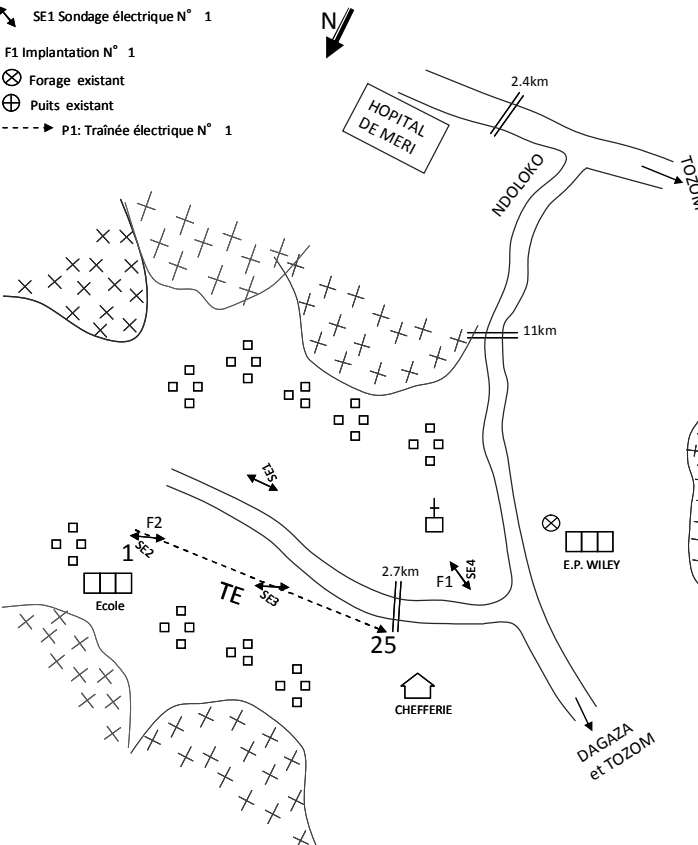 SE1 Sondage électrique N° 1
F1 Implantation N° 1
Forage existant
Puits existant
P1: Traînée électrique N° 1
N
2.4km
HOPITAL
DE MERI
NDOLOKO
TOZOM
11km
SE1
F2
1
SE2
Ecole
TE
SE3
2.7km
F1
SE4
25
E.P. WILEY
CHEFFERIE
DAGAZA
et TOZOM